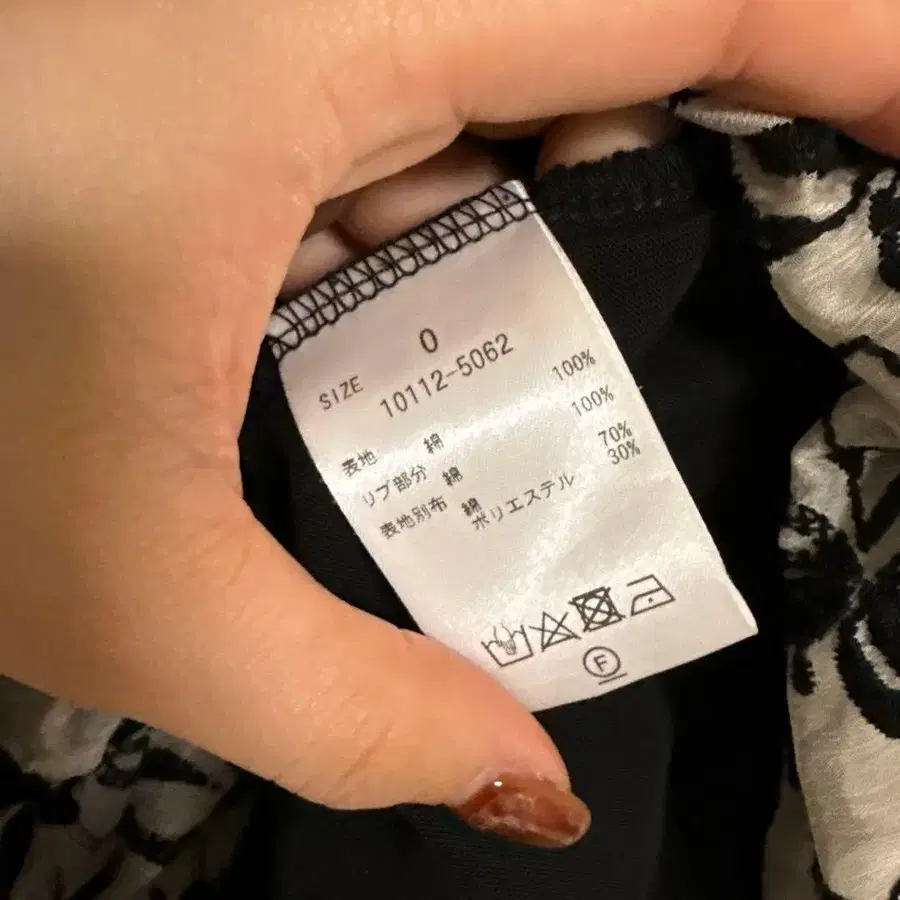 SIZE 0
10112-5062
表地 綿 100%
リブ部分 綿 100%
表地別布 綿 70%
ポリエステル 30%
F